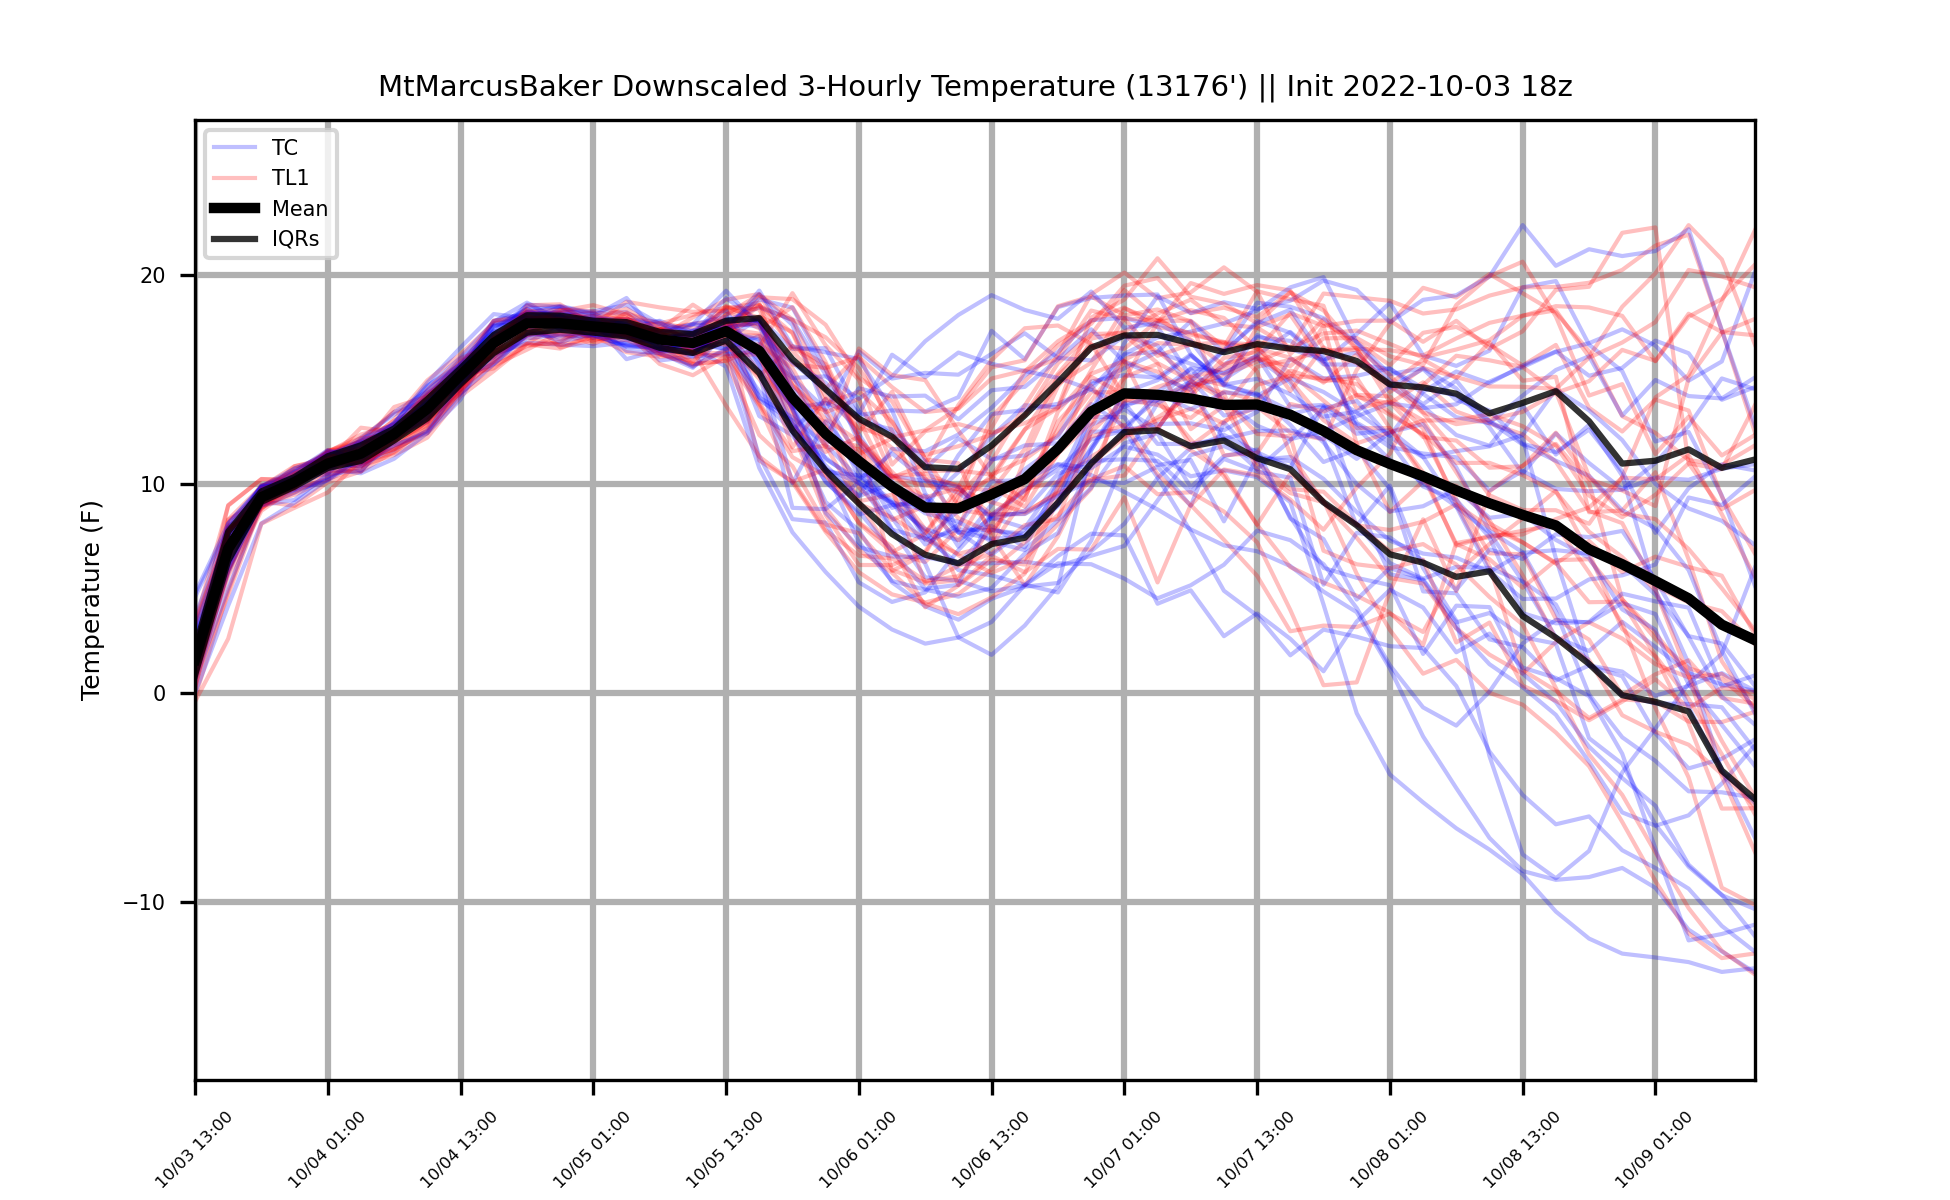 MtMarcusBaker Downscaled 3-Hourly Temperature (13176') || Init 2022-10-03 18z
TC
TL1
Mean
IQRs
Temperature (F)
20
10
0
−10
10/03 13:00
10/04 01:00
10/04 13:00
10/05 01:00
10/05 13:00
10/06 01:00
10/06 13:00
10/07 01:00
10/07 13:00
10/08 01:00
10/08 13:00
10/09 01:00